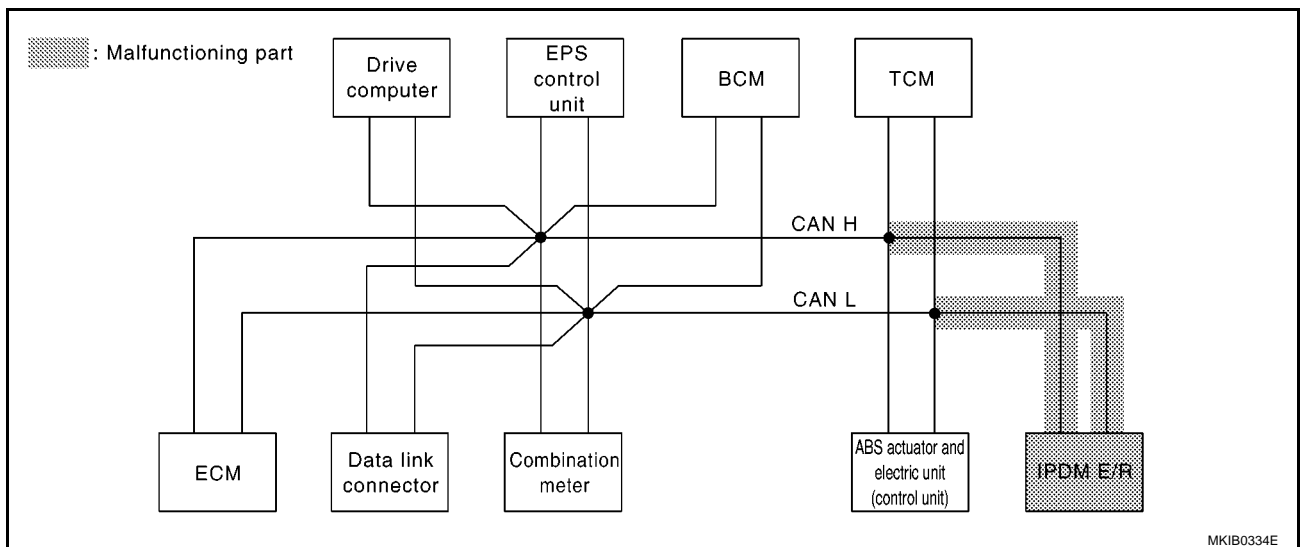 : Malfunctioning part
Drive
computer
EPS
control
unit
BCM
TCM
CAN H
CAN L
ECM
Data link
connector
Combination
meter
ABS actuator and
electric unit
(control unit)
IPDM E/R
MKIB0334E